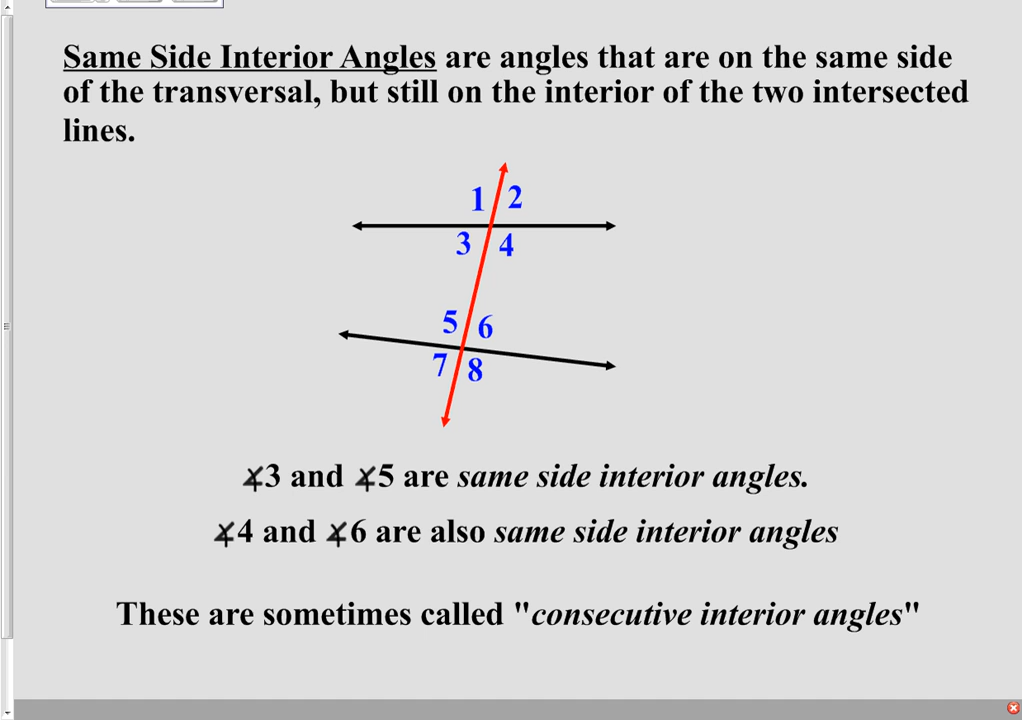 Same Side Interior Angles are angles that are on the same side
of the transversal, but still on the interior of the two intersected
lines.
1 2
3 4
5 6
7 8
∡3 and ∡5 are same side interior angles.
∡4 and ∡6 are also same side interior angles
These are sometimes called "consecutive interior angles"